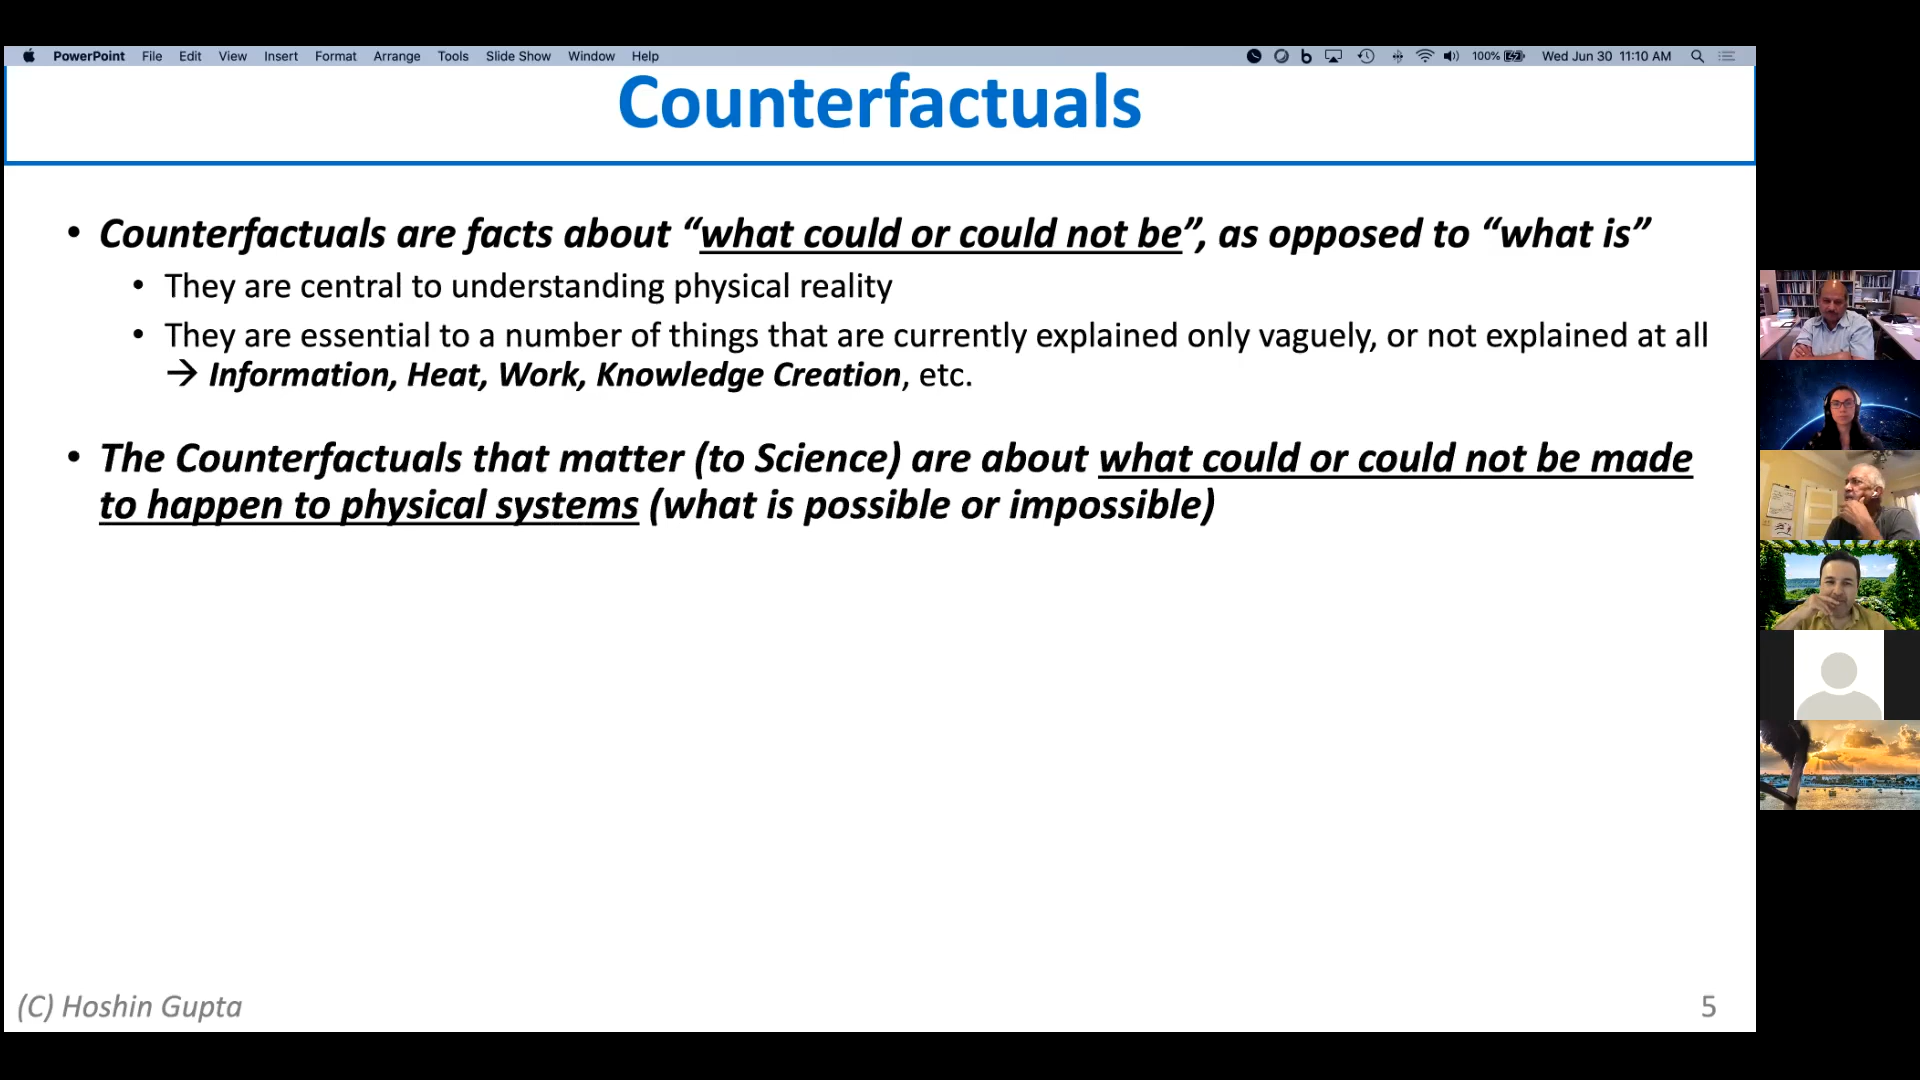 PowerPoint File Edit View Insert Format Arrange Tools Slide Show Window Help 100% Wed Jun 30 11:10 AM
Counterfactuals
• Counterfactuals are facts about “what could or could not be”, as opposed to “what is”
• They are central to understanding physical reality
• They are essential to a number of things that are currently explained only vaguely, or not explained at all
→ Information, Heat, Work, Knowledge Creation, etc.
• The Counterfactuals that matter (to Science) are about what could or could not be made
to happen to physical systems (what is possible or impossible)
(C) Hoshin Gupta
5